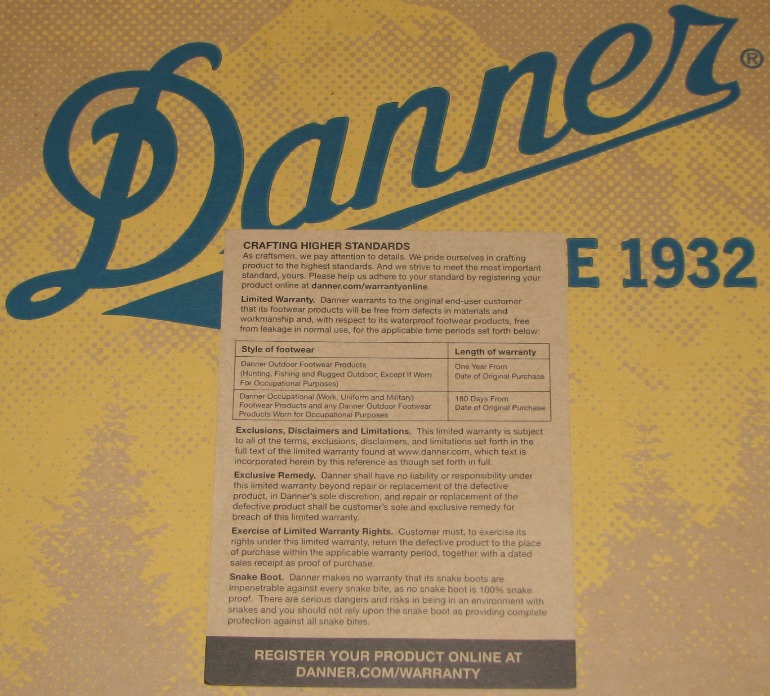 Danner®
E 1932
CRAFTING HIGHER STANDARDS
As craftsmen, we pay attention to details. We pride ourselves in crafting
product to the highest standards. And we strive to meet the most important
standard, yours. Please help us adhere to your standard by registering your
product online at danner.com/warrantyonline
Limited Warranty. Danner warrants to the original end-user customer
that its footwear products will be free from defects in materials and
workmanship and, with respect to its waterproof footwear products, free
from leakage in normal use, for the applicable time periods set forth below:
Style of footwear Length of warranty
Danner Outdoor Footwear Products
(Hunting, Fishing and Rugged Outdoor; Except If Worn
For Occupational Purposes)
One Year From
Date of Original Purchase
Danner Occupational (Work, Uniform and Military)
Footwear Products and any Danner Outdoor Footwear
Products Worn for Occupational Purposes
180 Days From
Date of Original Purchase
Exclusions, Disclaimers and Limitations. This limited warranty is subject
to all of the terms, exclusions, disclaimers, and limitations set forth in the
full text of the limited warranty found at www.danner.com, which text is
incorporated herein by this reference as though set forth in full.
Exclusive Remedy. Danner shall have no liability or responsibility under
this limited warranty beyond repair or replacement of the defective
product, in Danner's sole discretion, and repair or replacement of the
defective product shall be customer's sole and exclusive remedy for
breach of this limited warranty.
Exercise of Limited Warranty Rights. Customer must, to exercise its
rights under this limited warranty, return the defective product to the place
of purchase within the applicable warranty period, together with a dated
sales receipt as proof of purchase.
Snake Boot. Danner makes no warranty that its snake boots are
impenetrable against every snake bite, as no snake boot is 100% snake
proof. There are serious dangers and risks in being in an environment with
snakes and you should not rely upon the snake boot as providing complete
protection against all snake bites.
REGISTER YOUR PRODUCT ONLINE AT
DANNER.COM/WARRANTY